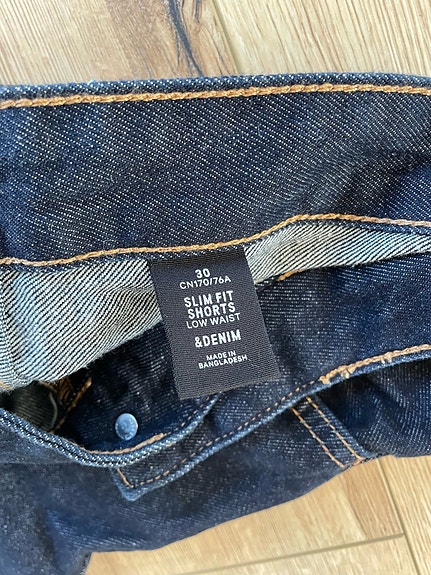 30
CN170/76A
SLIM FIT
SHORTS
LOW WAIST
&DENIM
MADE IN
BANGLADESH